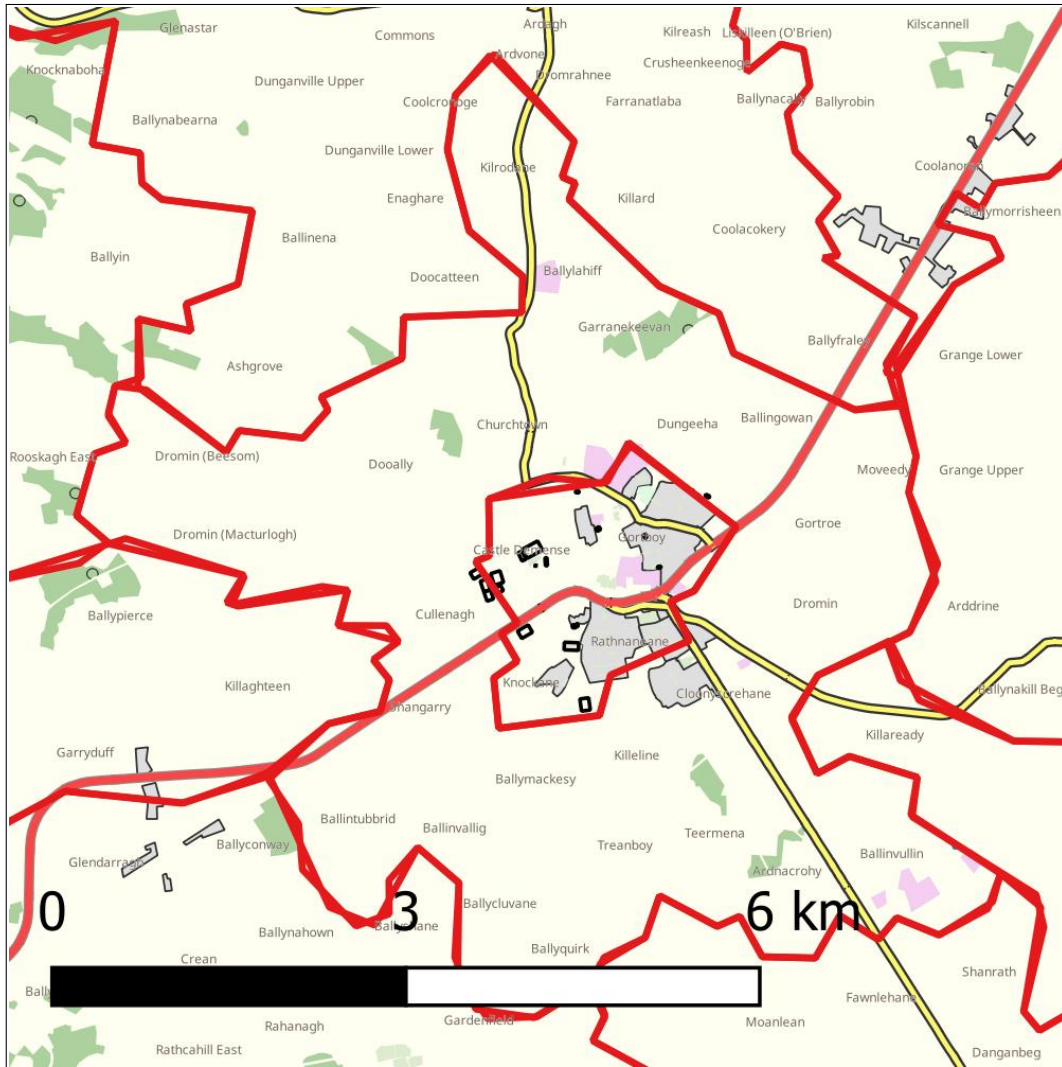 Glenastar
Ardagh
Commons
Kilreash
Listilleen (O'Brien)
Kilscannell
Ardvone
Crusheenkeenoge
Knocknaboha
Dunganville Upper
Dromrahnee
Coolcronoge
Farranatlaba
Ballynacally
Ballyrobin
Ballynabearna
Dunganville Lower
Kilrodane
Coolanoran
Enaghare
Killard
Ballymorrisheen
Coolacokery
Ballinena
Ballyin
Doocatteen
Ballylahiff
Garranekeevan
Ballyfraley
Grange Lower
Ashgrove
Churchtown
Dungeeha
Ballingowan
Rooskagh East
Dromin (Beesom)
Dooally
Moveedy
Grange Upper
Gortroe
Dromin (Macturlogh)
Castle Demense
Gortboy
Ballypierce
Cullenagh
Dromin
Arddrine
Rathnaneane
Killaghteen
Knockane
Cloonyscrehane
Ballynakill Beg
Shangarry
Killaready
Garryduff
Killeline
Ballymackesy
Ballintubbrid
Ballinvallig
Teermena
Ballyconway
Treanboy
Ballinvullin
Glendarragh
Ardnacrohy
0 3 6 km
Ballycluvane
Ballynahown
Ballyshane
Ballyquirk
Crean
Shanrath
Fawnlehane
Gardenfield
Moanlean
Rahanagh
Rathcahill East
Danganbeg